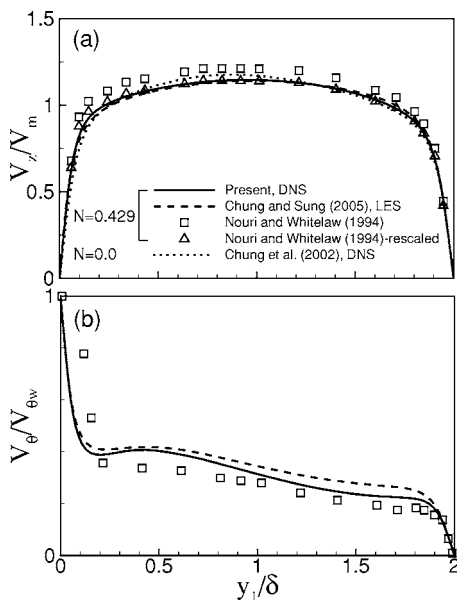 1.5
(a)
1
V_z/V_m
0.5
0
N=0.429
Present, DNS
Chung and Sung (2005), LES
Nouri and Whitelaw (1994)
Nouri and Whitelaw (1994)-rescaled
N=0.0
Chung et al. (2002), DNS
1
(b)
V_θ/V_θw
0
0 0.5 1 1.5 2
y_1/δ